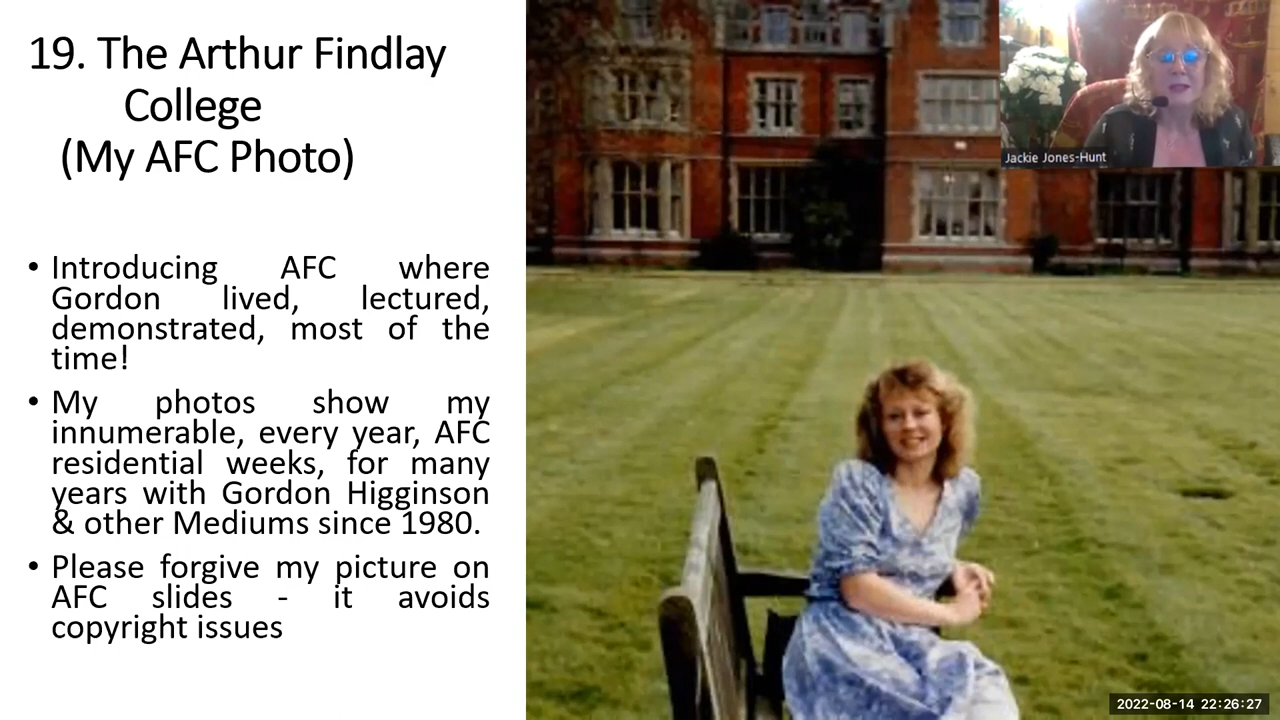 19. The Arthur Findlay
College
(My AFC Photo)
• Introducing AFC where
Gordon lived, lectured,
demonstrated, most of the
time!
• My photos show my
innumerable, every year, AFC
residential weeks, for many
years with Gordon Higginson
& other Mediums since 1980.
• Please forgive my picture on
AFC slides - it avoids
copyright issues
Jackie Jones-Hunt
2022-08-14 22:26:27